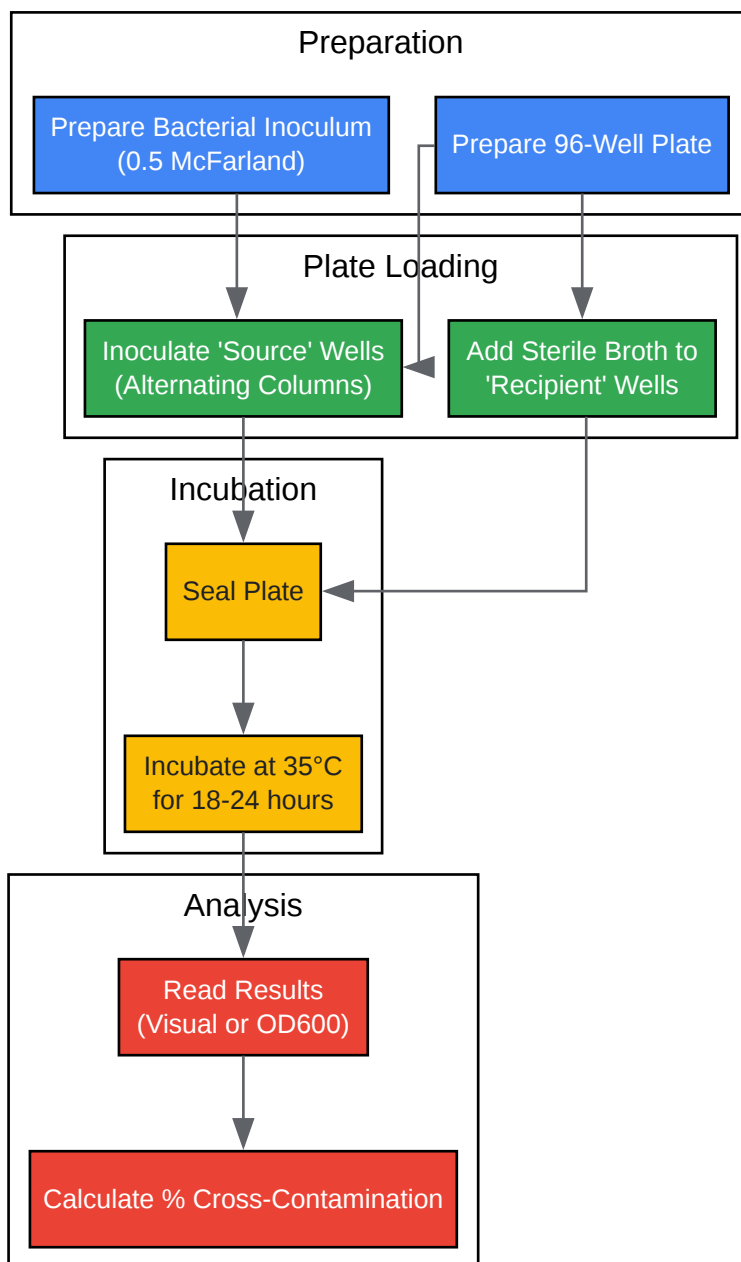 Preparation
Prepare Bacterial Inoculum
(0.5 McFarland)
Prepare 96-Well Plate
Plate Loading
Inoculate 'Source' Wells
(Alternating Columns)
Add Sterile Broth to
'Recipient' Wells
Incubation
Seal Plate
Incubate at 35°C
for 18-24 hours
Analysis
Read Results
(Visual or OD600)
Calculate % Cross-Contamination